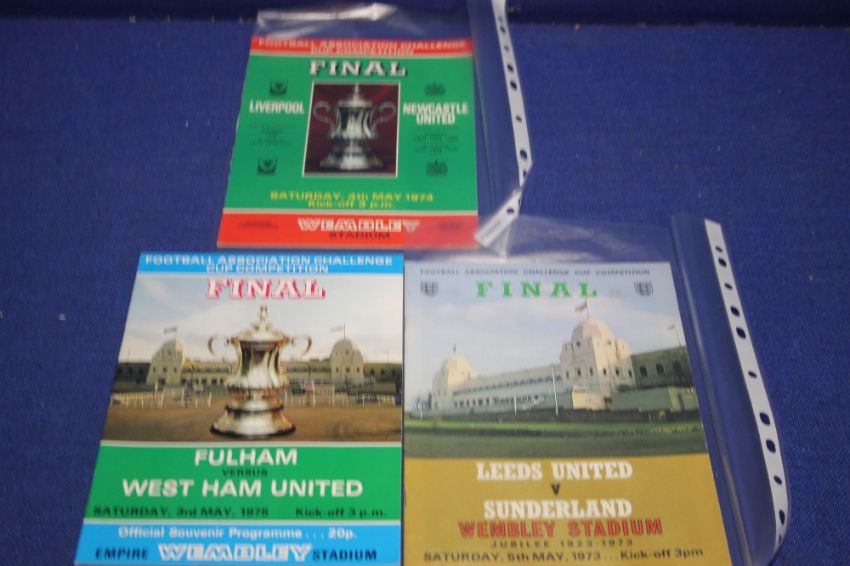 FOOTBALL ASSOCIATION CHALLENGE
CUP COMPETITION
FINAL
LIVERPOOL
NEWCASTLE
UNITED
SATURDAY, 4th MAY 1974
Kick-off 3 p.m.
WEMBLEY
STADIUM
FOOTBALL ASSOCIATION CHALLENGE
CUP COMPETITION
FINAL
FULHAM
VERSUS
WEST HAM UNITED
SATURDAY, 3rd MAY, 1975 Kick-off 3 p.m.
Official Souvenir Programme . . . 20p.
EMPIRE WEMBLEY STADIUM
FOOTBALL ASSOCIATION CHALLENGE CUP COMPETITION
FINAL
LEEDS UNITED
V
SUNDERLAND
WEMBLEY STADIUM
JUBILEE 1923-1973
SATURDAY, 5th MAY, 1973... Kick-off 3pm